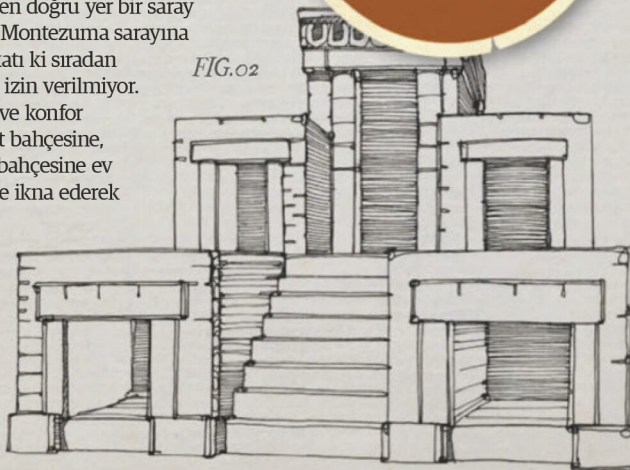 en doğru yer bir saray
Montezuma sarayına
katı ki sıradan
izin verilmiyor.
ve konfor
t bahçesine,
bahçesine ev
e ikna ederek
FIG.02